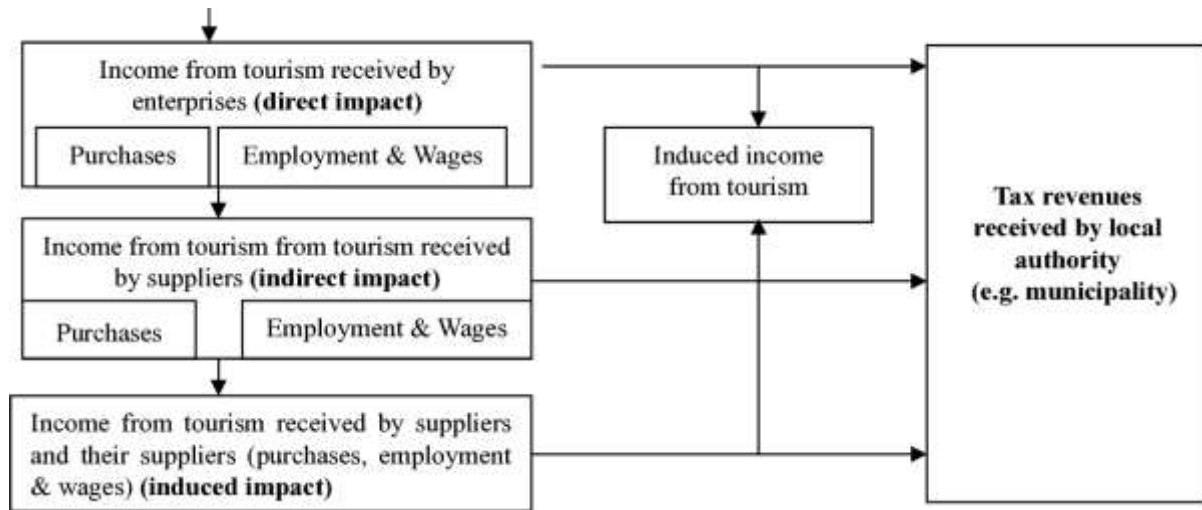 Income from tourism received by
enterprises (direct impact)
Purchases
Employment & Wages
Income from tourism from tourism received
by suppliers (indirect impact)
Purchases
Employment & Wages
Income from tourism received by suppliers
and their suppliers (purchases, employment
& wages) (induced impact)
Induced income
from tourism
Tax revenues
received by local
authority
(e.g. municipality)